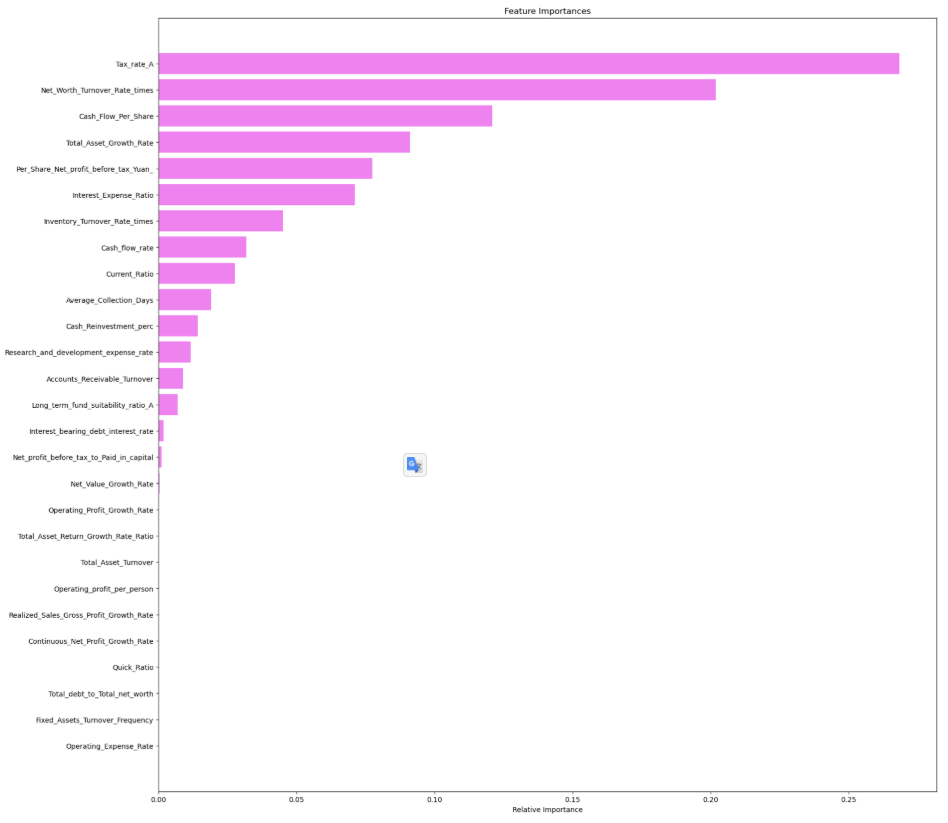 Feature Importances
Tax_rate_A
Net_Worth_Turnover_Rate_times
Cash_Flow_Per_Share
Total_Asset_Growth_Rate
Per_Share_Net_profit_before_tax_Yuan_
Interest_Expense_Ratio
Inventory_Turnover_Rate_times
Cash_flow_rate
Current_Ratio
Average_Collection_Days
Cash_Reinvestment_perc
Research_and_development_expense_rate
Accounts_Receivable_Turnover
Long_term_fund_suitability_ratio_A
Interest_bearing_debt_interest_rate
Net_profit_before_tax_to_Paid_in_capital
Net_Value_Growth_Rate
Operating_Profit_Growth_Rate
Total_Asset_Return_Growth_Rate_Ratio
Total_Asset_Turnover
Operating_profit_per_person
Realized_Sales_Gross_Profit_Growth_Rate
Continuous_Net_Profit_Growth_Rate
Quick_Ratio
Total_debt_to_Total_net_worth
Fixed_Assets_Turnover_Frequency
Operating_Expense_Rate
0.00 0.05 0.10 0.15 0.20 0.25
Relative Importance